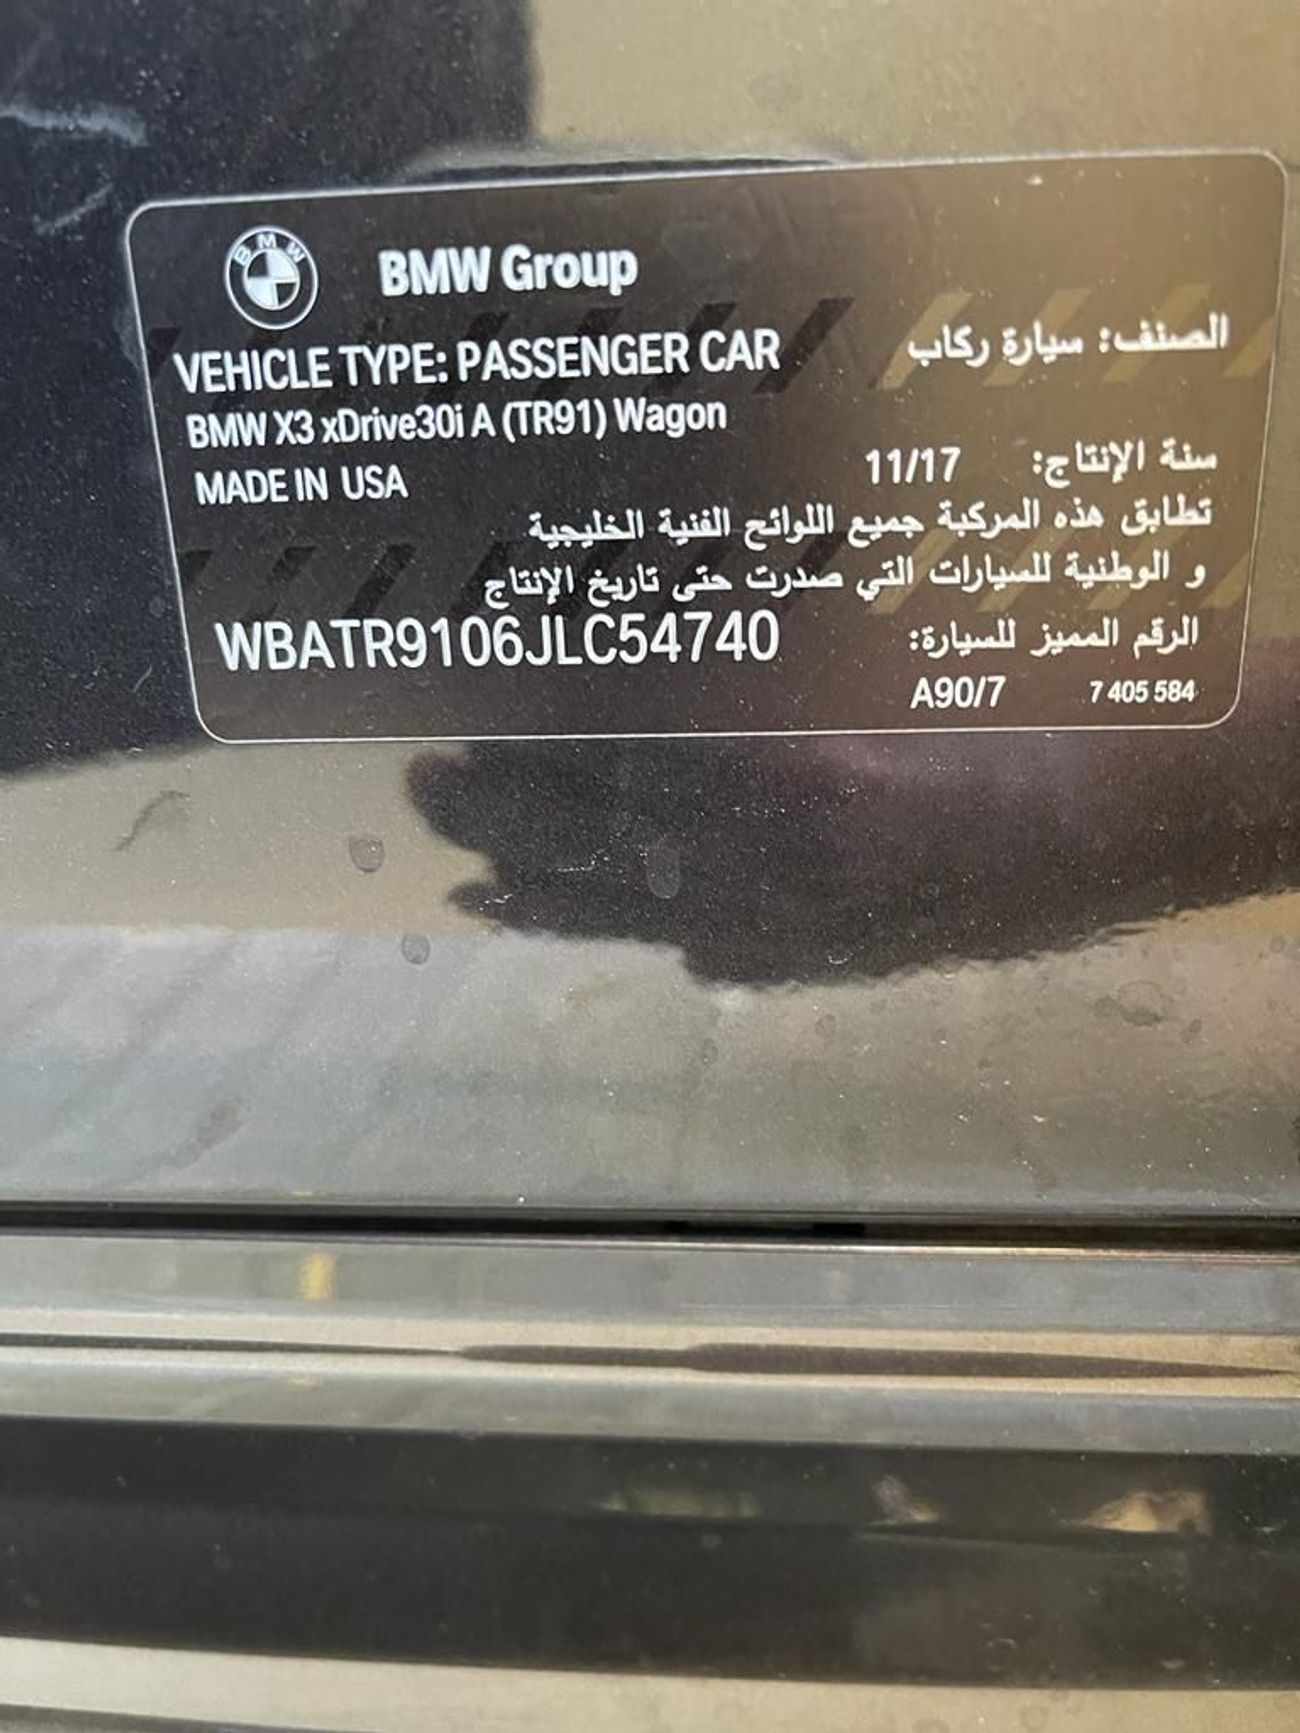 BMW
BMW Group
VEHICLE TYPE: PASSENGER CAR
الصنف: سيارة ركاب
BMW X3 xDrive30i A (TR91) Wagon
MADE IN USA
سنة الإنتاج: 11/17
تطابق هذه المركبة جميع اللوائح الفنية الخليجية
و الوطنية للسيارات التي صدرت حتى تاريخ الإنتاج
الرقم المميز للسيارة: WBATR9106JLC54740
A90/7 7 405 584